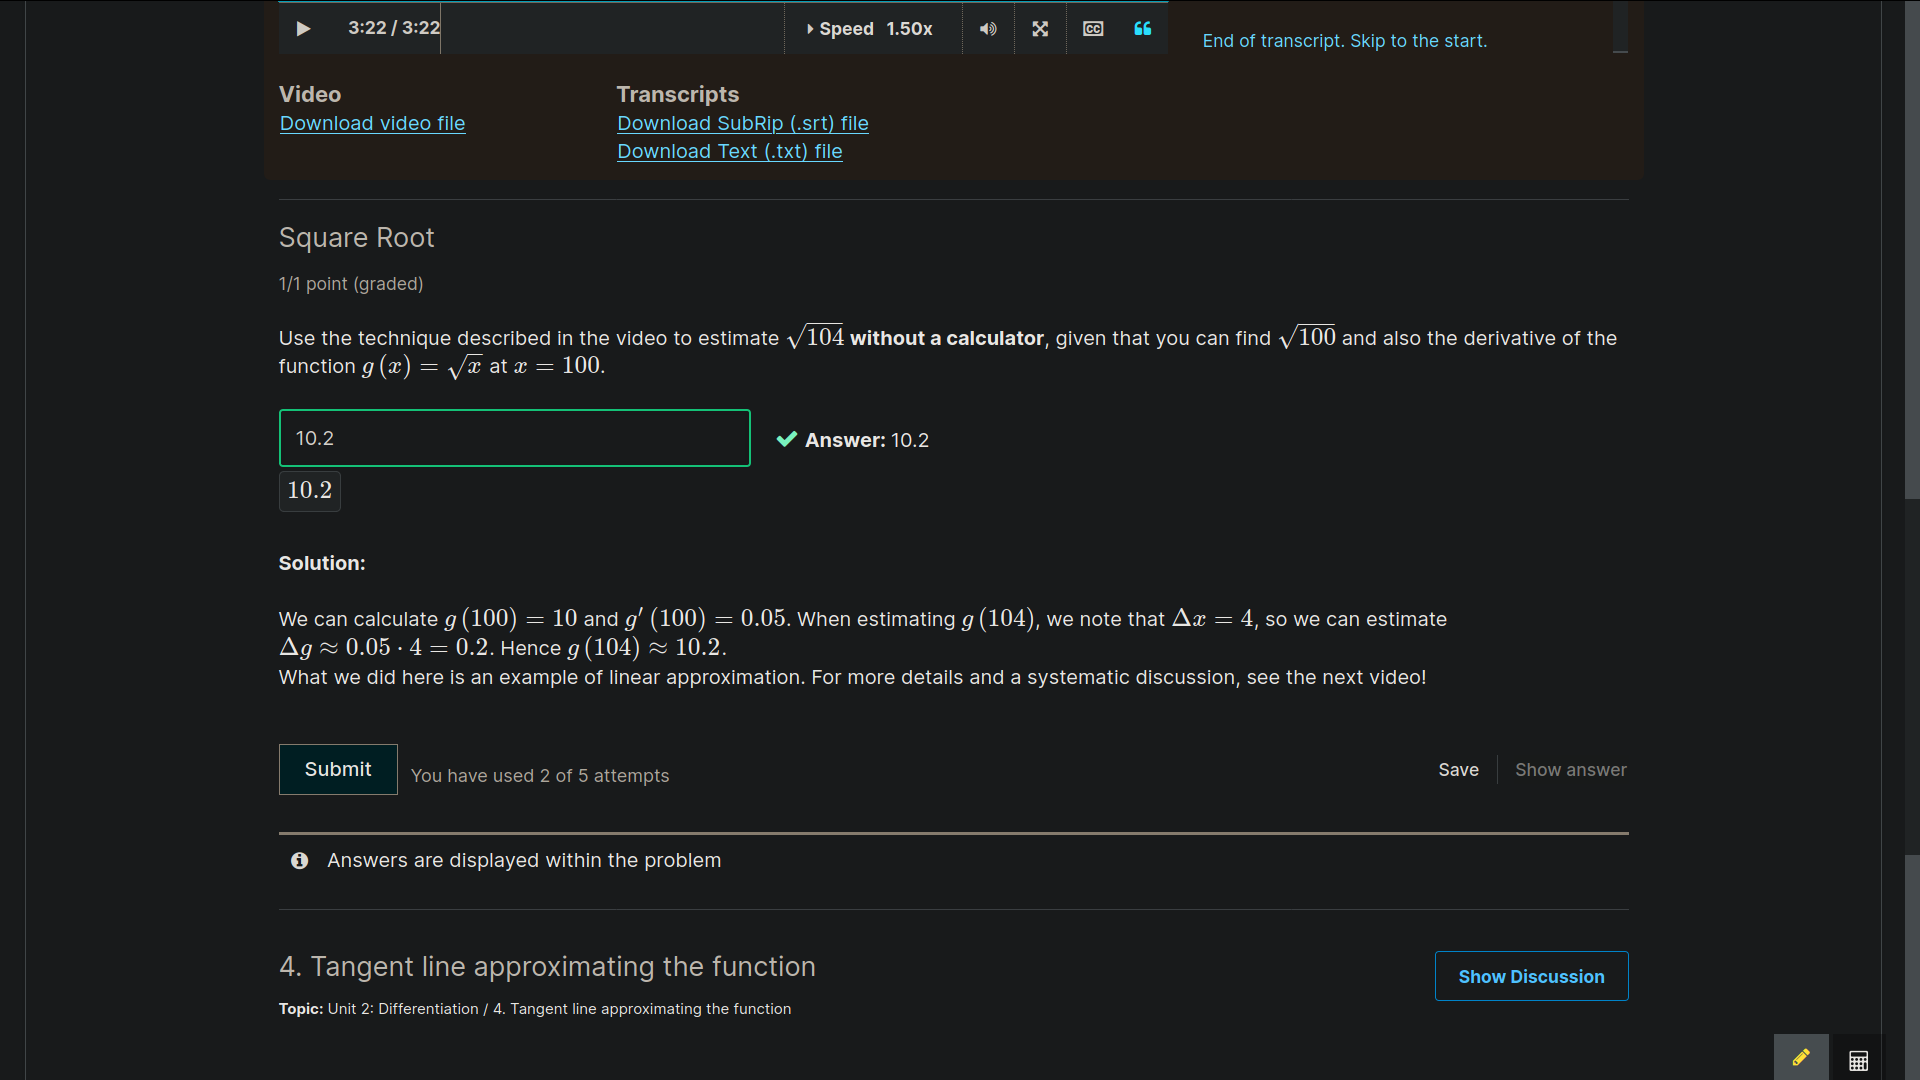 3:22 / 3:22
Speed 1.50x
CC
End of transcript. Skip to the start.
Video
Transcripts
Download video file
Download SubRip (.srt) file
Download Text (.txt) file
Square Root
1/1 point (graded)
Use the technique described in the video to estimate √104 without a calculator, given that you can find √100 and also the derivative of the
function g (x) = √x at x = 100.
10.2
Answer: 10.2
10.2
Solution:
We can calculate g (100) = 10 and g′ (100) = 0.05. When estimating g (104), we note that Δx = 4, so we can estimate
Δg ≈ 0.05 · 4 = 0.2. Hence g (104) ≈ 10.2.
What we did here is an example of linear approximation. For more details and a systematic discussion, see the next video!
Submit
You have used 2 of 5 attempts
Save
Show answer
Answers are displayed within the problem
4. Tangent line approximating the function
Show Discussion
Topic: Unit 2: Differentiation / 4. Tangent line approximating the function